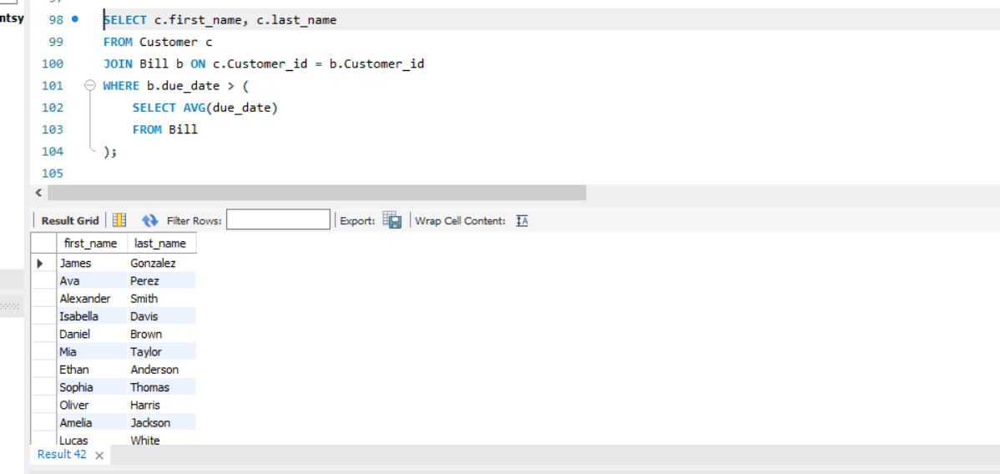 ntsy
98 SELECT c.first_name, c.last_name
99 FROM Customer c
100 JOIN Bill b ON c.Customer_id = b.Customer_id
101 WHERE b.due_date > (
102 SELECT AVG(due_date)
103 FROM Bill
104 );
105
Result Grid Filter Rows: Export: Wrap Cell Content: IA
first_name last_name
James Gonzalez
Ava Perez
Alexander Smith
Isabella Davis
Daniel Brown
Mia Taylor
Ethan Anderson
Sophia Thomas
Oliver Harris
Amelia Jackson
Lucas White
Result 42